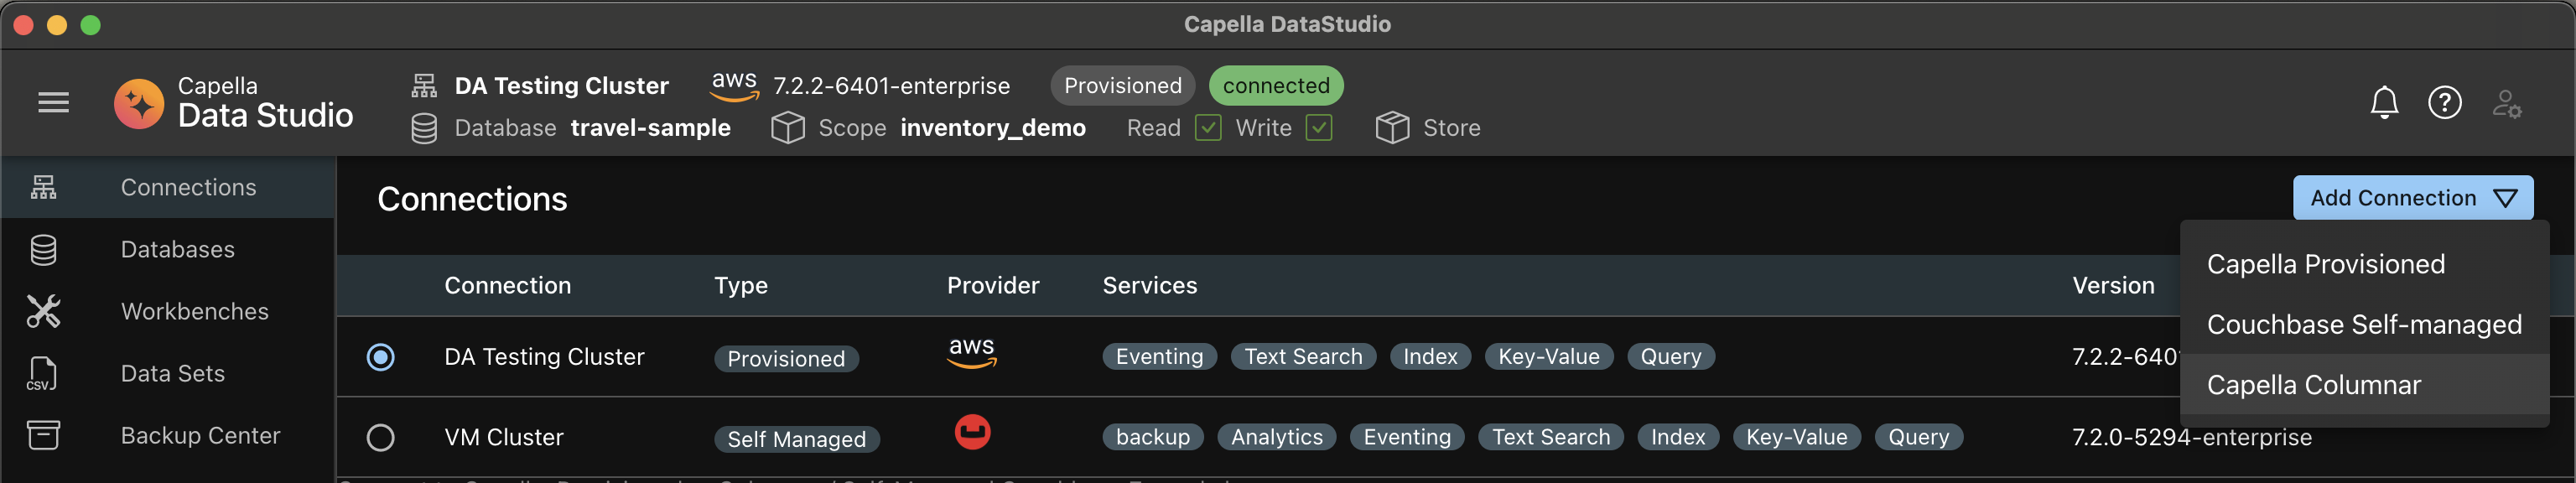 Capella DataStudio
Capella
Data Studio
DA Testing Cluster aws 7.2.2-6401-enterprise Provisioned connected
Database travel-sample Scope inventory_demo Read Write Store
Connections
Databases
Workbenches
CSV Data Sets
Backup Center
Connections
Add Connection
Capella Provisioned
Couchbase Self-managed
Capella Columnar
Connection Type Provider Services Version
DA Testing Cluster Provisioned aws Eventing Text Search Index Key-Value Query 7.2.2-640
VM Cluster Self Managed backup Analytics Eventing Text Search Index Key-Value Query 7.2.0-5294-enterprise